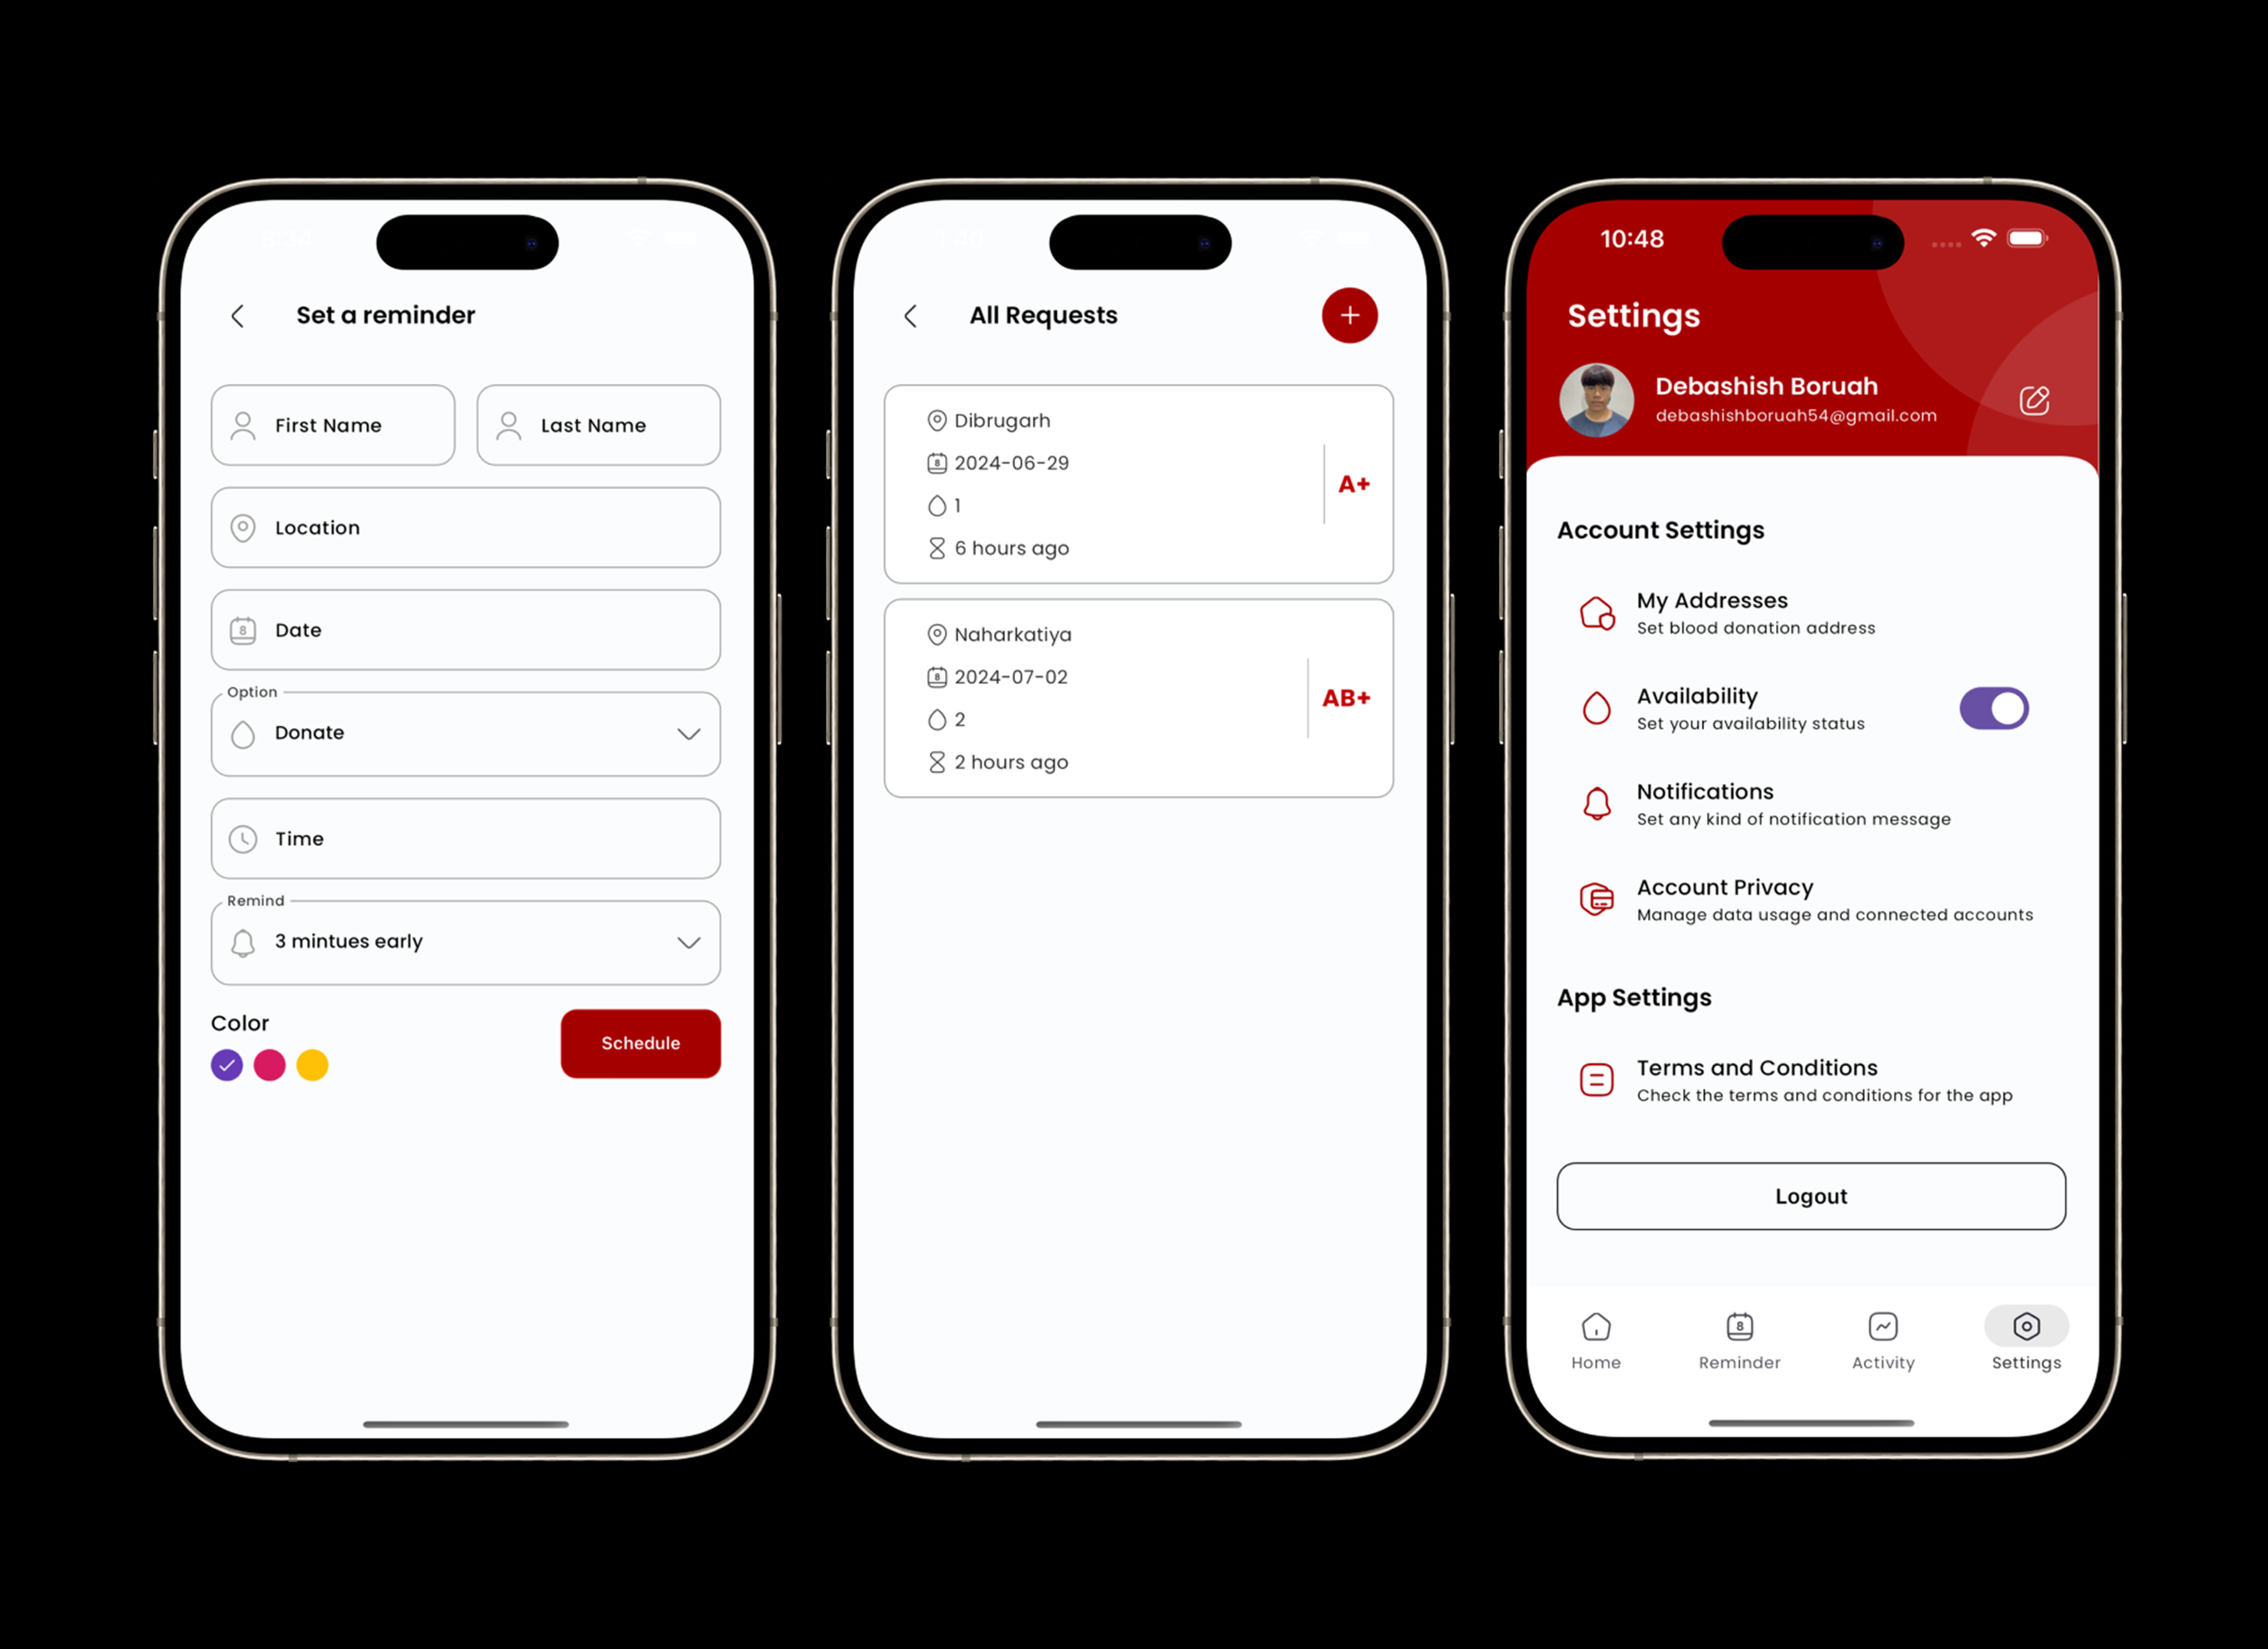 8:34
Set a reminder
First Name
Last Name
Location
8
Date
Option
Donate
Time
Remind
3 mintues early
Color
Schedule
All Requests
Dibrugarh
8
2024-06-29
1
6 hours ago
A+
Naharkatiya
8
2024-07-02
2
2 hours ago
AB+
10:48
Settings
Debashish Boruah
debashishboruah54@gmail.com
Account Settings
My Addresses
Set blood donation address
Availability
Set your availability status
Notifications
Set any kind of notification message
Account Privacy
Manage data usage and connected accounts
App Settings
Terms and Conditions
Check the terms and conditions for the app
Logout
Home
8
Reminder
Activity
Settings